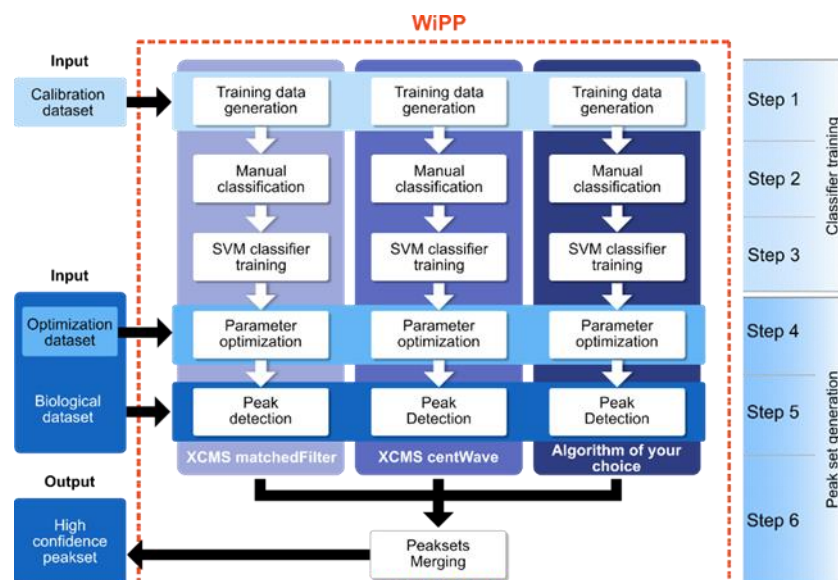 WiPP
Input
Calibration
dataset
Training data
generation
Training data
generation
Training data
generation
Step 1
Manual
classification
Manual
classification
Manual
classification
Step 2
SVM classifier
training
SVM classifier
training
SVM classifier
training
Step 3
Classifier training
Input
Optimization
dataset
Parameter
optimization
Parameter
optimization
Parameter
optimization
Step 4
Biological
dataset
Peak
detection
Peak
Detection
Peak
Detection
Step 5
XCMS matchedFilter
XCMS centWave
Algorithm of your
choice
Peak set generation
Output
High
confidence
peakset
Peaksets
Merging
Step 6